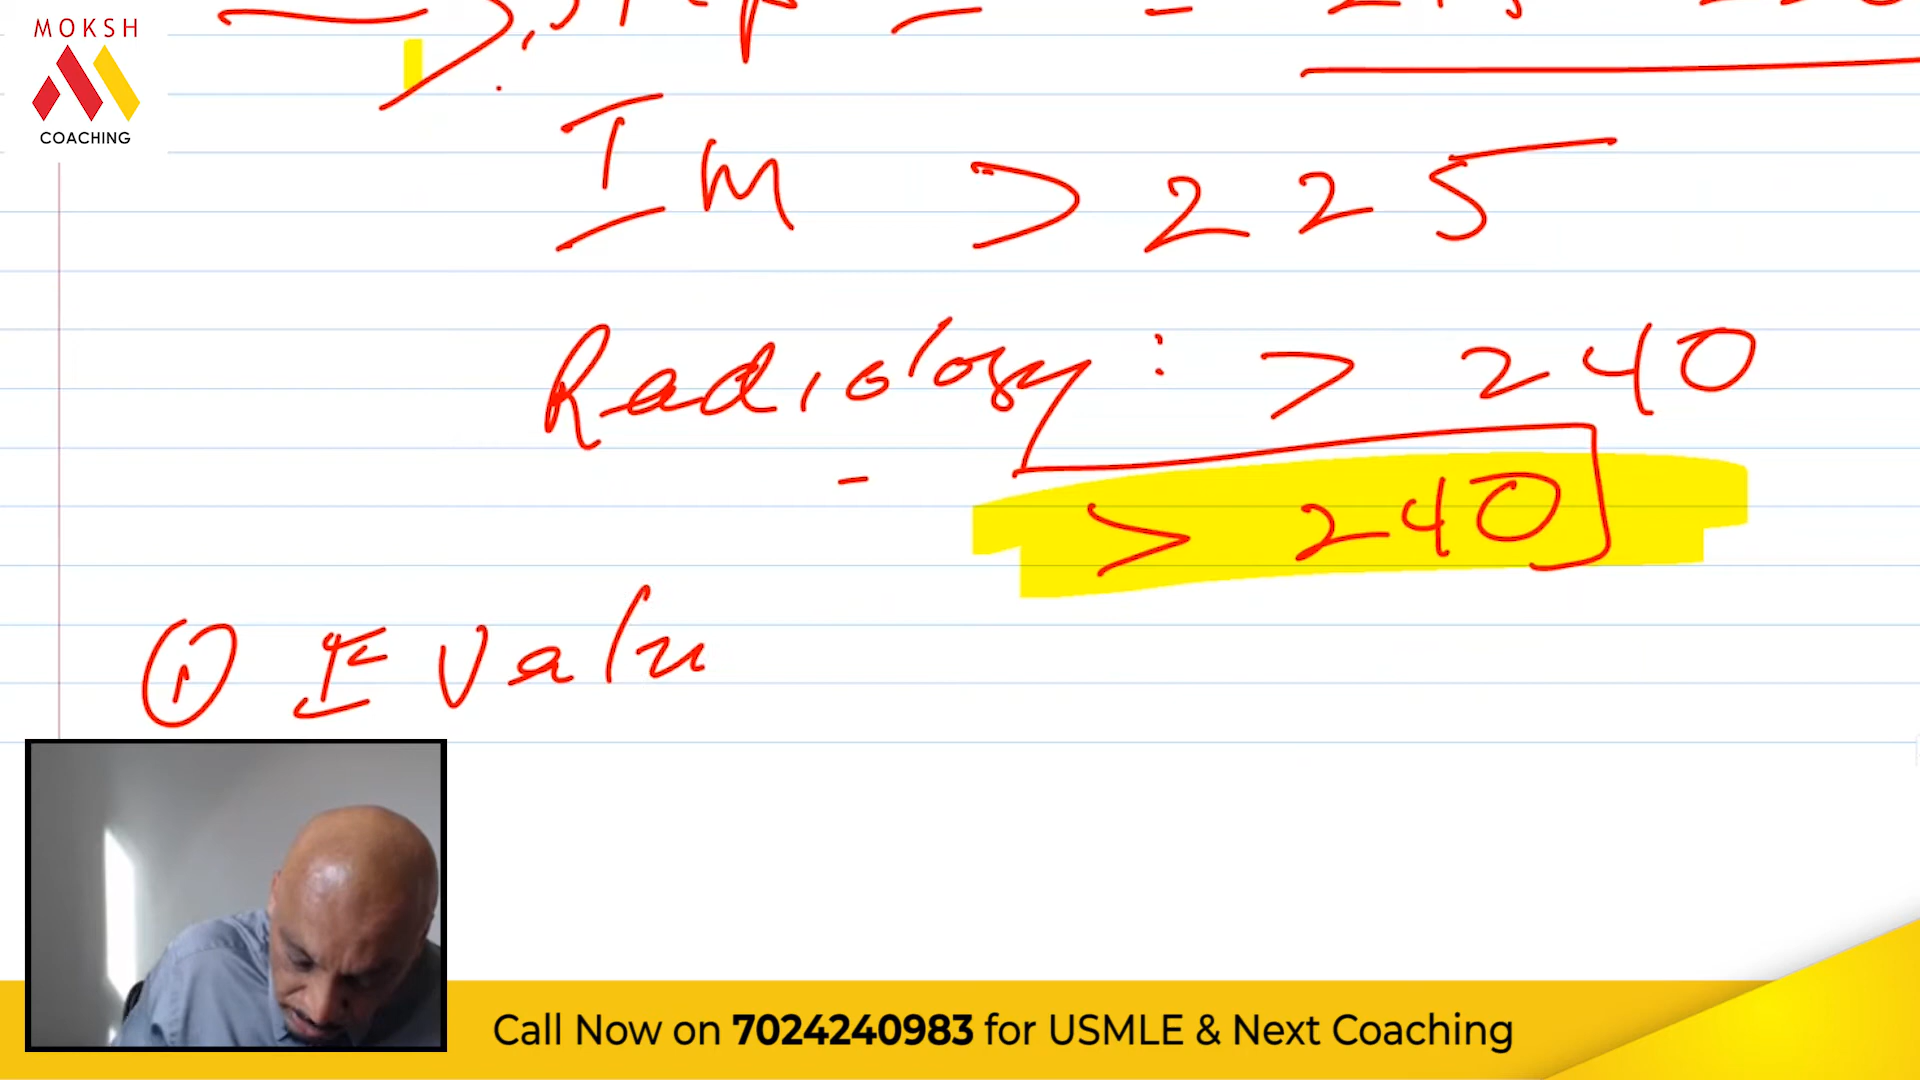 MOKSH
COACHING
IM > 225
Radiology : > 240
> 240
① Evalu
Call Now on 7024240983 for USMLE & Next Coaching